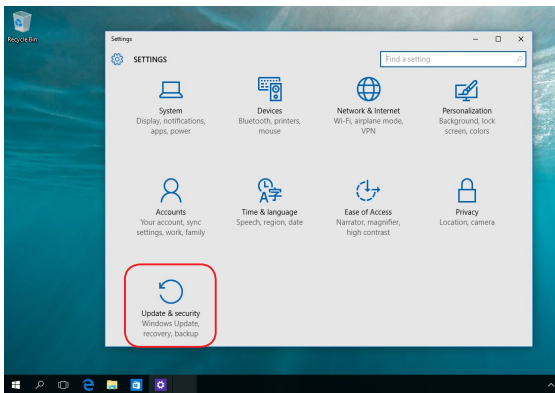 Recycle Bin
Settings
SETTINGS
Find a setting
System
Display, notifications,
apps, power
Devices
Bluetooth, printers,
mouse
Network & Internet
Wi-Fi, airplane mode,
VPN
Personalization
Background, lock
screen, colors
Accounts
Your account, sync
settings, work, family
Time & language
Speech, region, date
Ease of Access
Narrator, magnifier,
high contrast
Privacy
Location, camera
Update & security
Windows Update,
recovery, backup